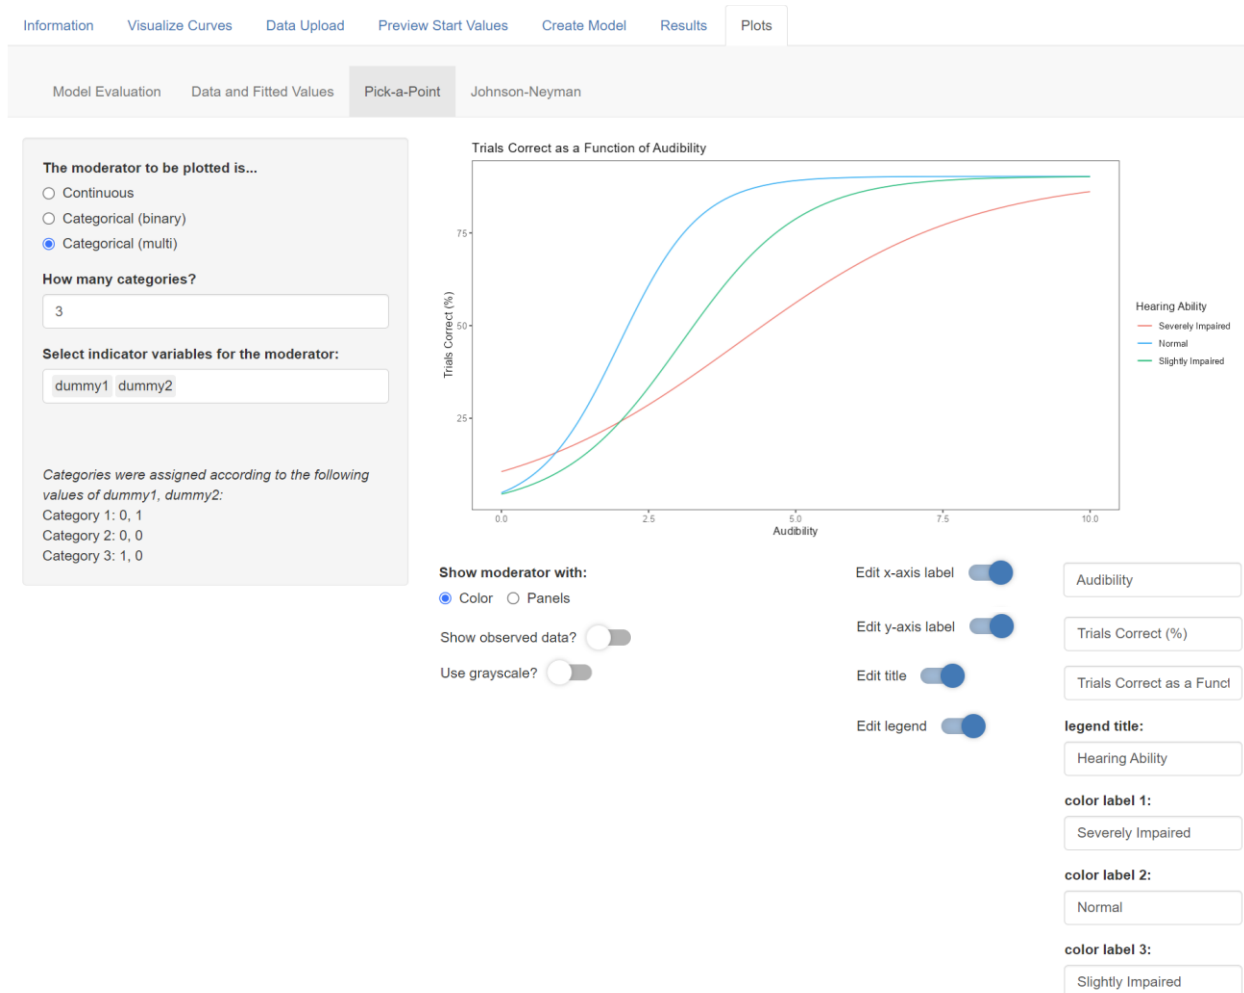 Information Visualize Curves Data Upload Preview Start Values Create Model Results Plots
Model Evaluation Data and Fitted Values Pick-a-Point Johnson-Neyman
The moderator to be plotted is...
Continuous
Categorical (binary)
Categorical (multi)
How many categories?
3
Select indicator variables for the moderator:
dummy1 dummy2
Categories were assigned according to the following
values of dummy1, dummy2:
Category 1: 0, 1
Category 2: 0, 0
Category 3: 1, 0
Trials Correct as a Function of Audibility
Trials Correct (%)
75
50
25
0.0 2.5 5.0 7.5 10.0
Audibility
Hearing Ability
Severely Impaired
Normal
Slightly Impaired
Show moderator with:
Color Panels
Show observed data?
Use grayscale?
Edit x-axis label Audibility
Edit y-axis label Trials Correct (%)
Edit title Trials Correct as a Funct
Edit legend legend title:
Hearing Ability
color label 1:
Severely Impaired
color label 2:
Normal
color label 3:
Slightly Impaired